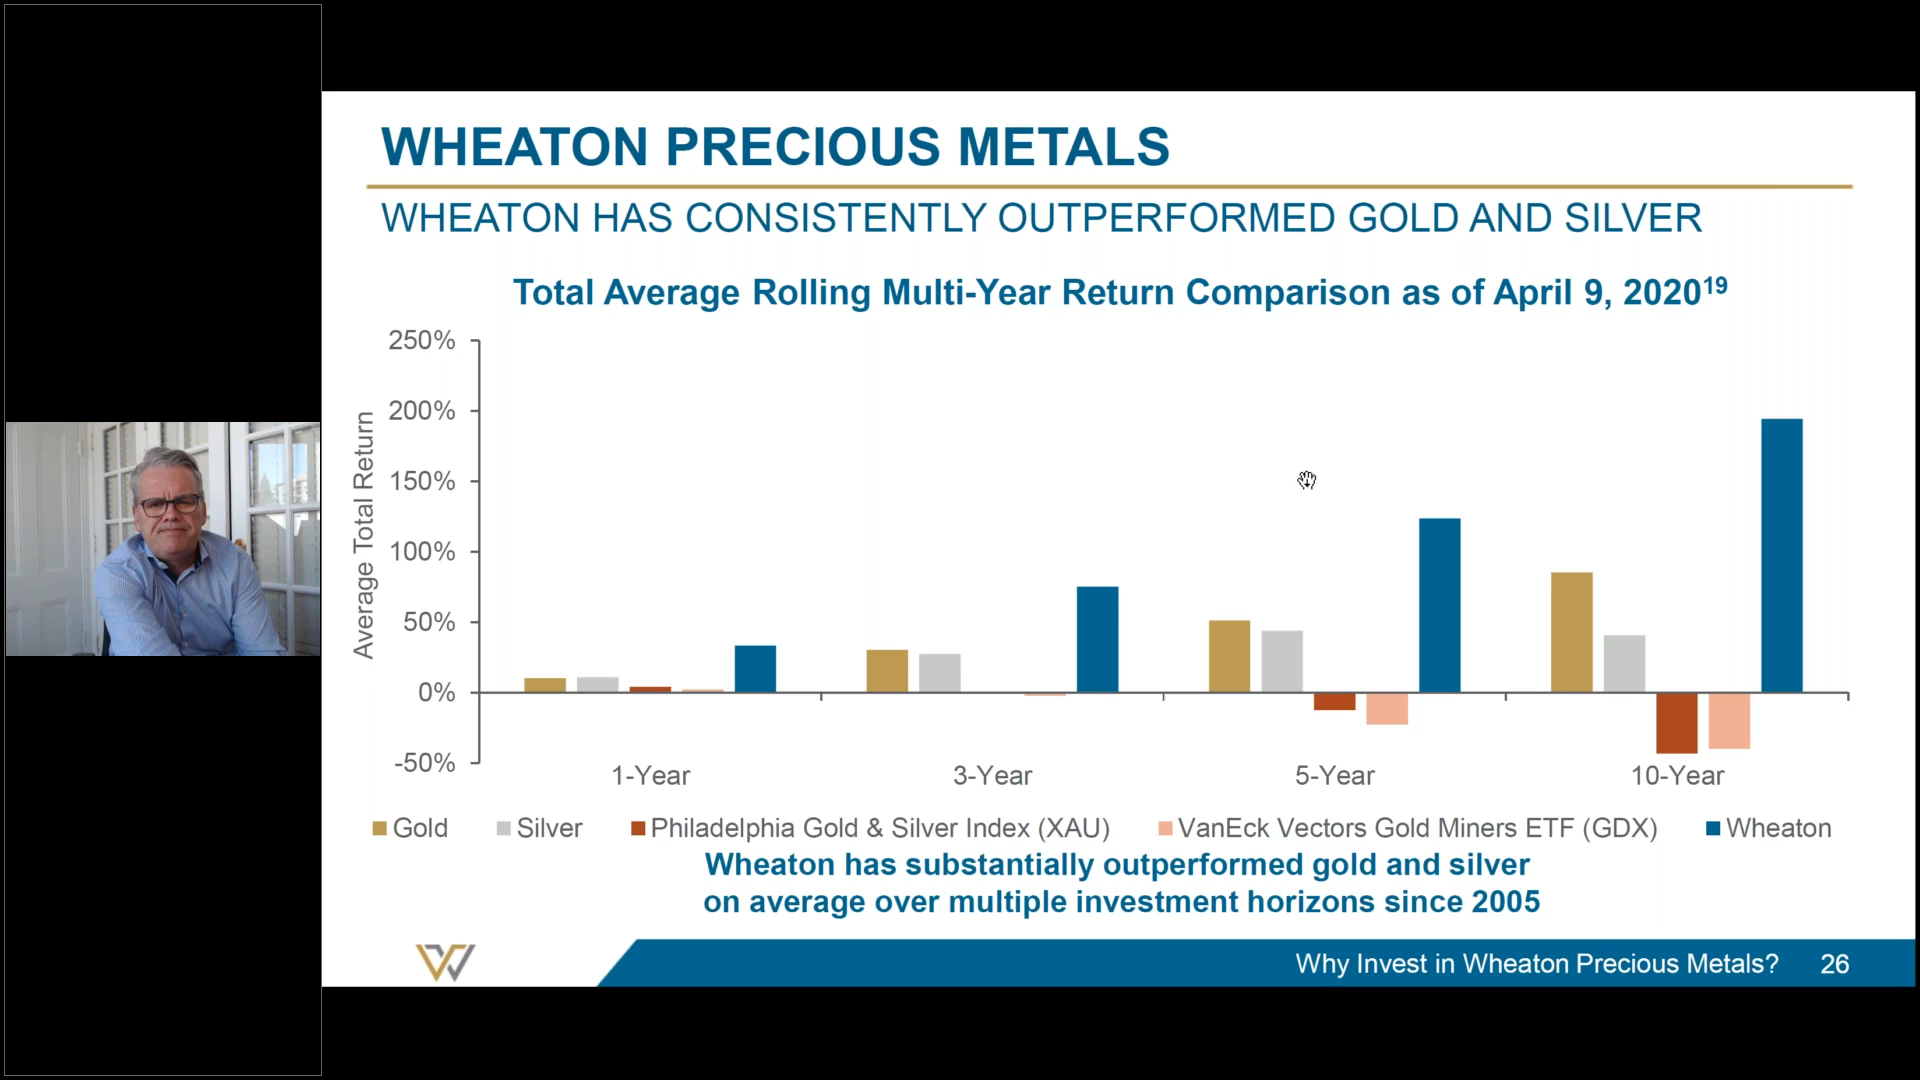 WHEATON PRECIOUS METALS
WHEATON HAS CONSISTENTLY OUTPERFORMED GOLD AND SILVER
Total Average Rolling Multi-Year Return Comparison as of April 9, 2020¹⁹
Average Total Return
250%
200%
150%
100%
50%
0%
-50%
1-Year 3-Year 5-Year 10-Year
Gold Silver Philadelphia Gold & Silver Index (XAU) VanEck Vectors Gold Miners ETF (GDX) Wheaton
Wheaton has substantially outperformed gold and silver
on average over multiple investment horizons since 2005
Why Invest in Wheaton Precious Metals? 26